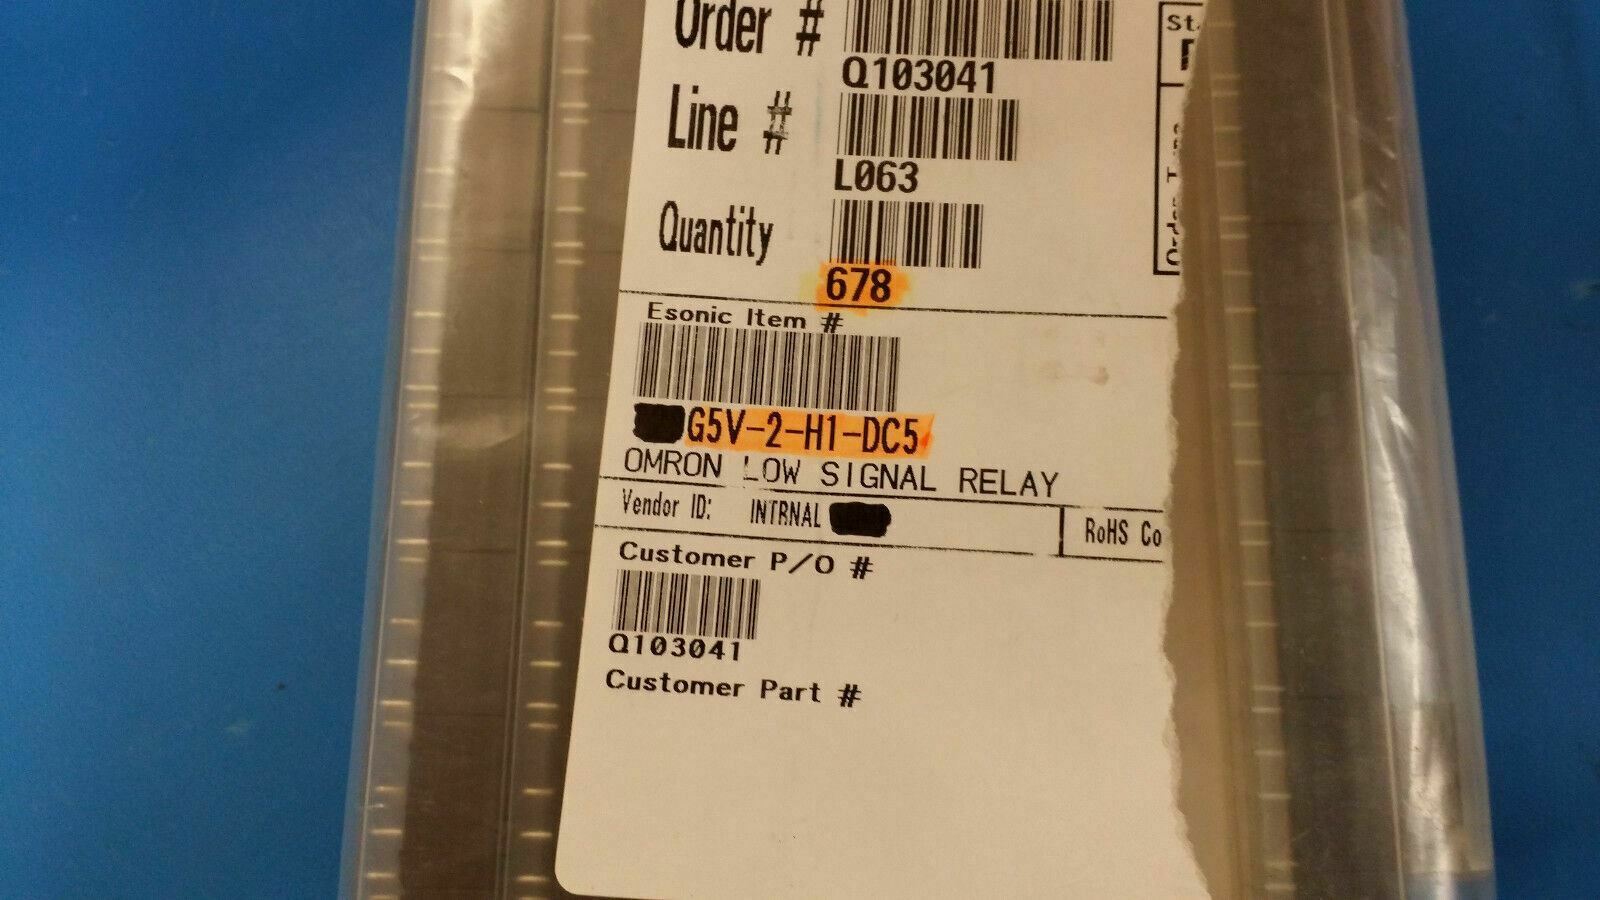 Order #
Q103041
Line #
L063
Quantity
678
Esonic Item #
G5V-2-H1-DC5
OMRON LOW SIGNAL RELAY
Vendor ID: INTRNAL
RoHS Co
Customer P/O #
Q103041
Customer Part #